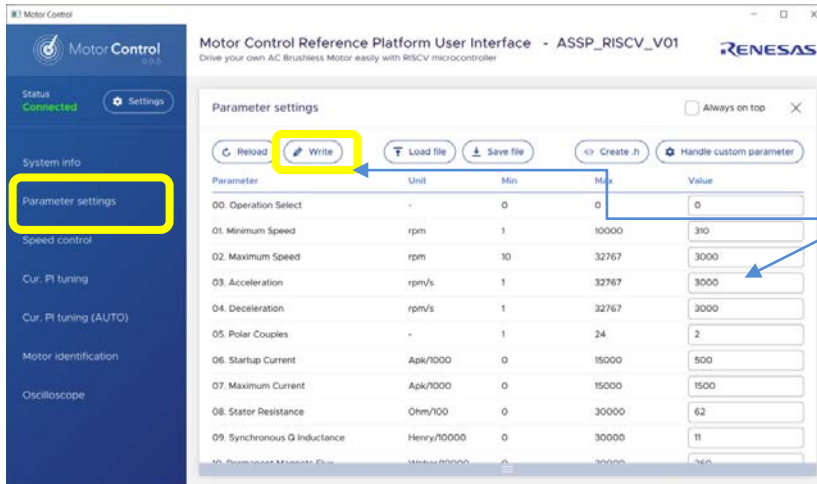 Motor Control
Motor Control
0.0.5
Motor Control Reference Platform User Interface - ASSP_RISCV_V01
Drive your own AC Brushless Motor easily with RISCV microcontroller
RENESAS
Status
Connected
Settings
Parameter settings
Always on top
Reload
Write
Load file
Save file
Create .h
Handle custom parameter
System info
Parameter settings
Speed control
Cur. PI tuning
Cur. PI tuning (AUTO)
Motor identification
Oscilloscope
Parameter Unit Min Max Value
00. Operation Select - 0 0 0
01. Minimum Speed rpm 1 10000 310
02. Maximum Speed rpm 10 32767 3000
03. Acceleration rpm/s 1 32767 3000
04. Deceleration rpm/s 1 32767 3000
05. Polar Couples - 1 24 2
06. Startup Current Apk/1000 0 15000 500
07. Maximum Current Apk/1000 0 15000 1500
08. Stator Resistance Ohm/100 0 30000 62
09. Synchronous Q Inductance Henry/10000 0 30000 11